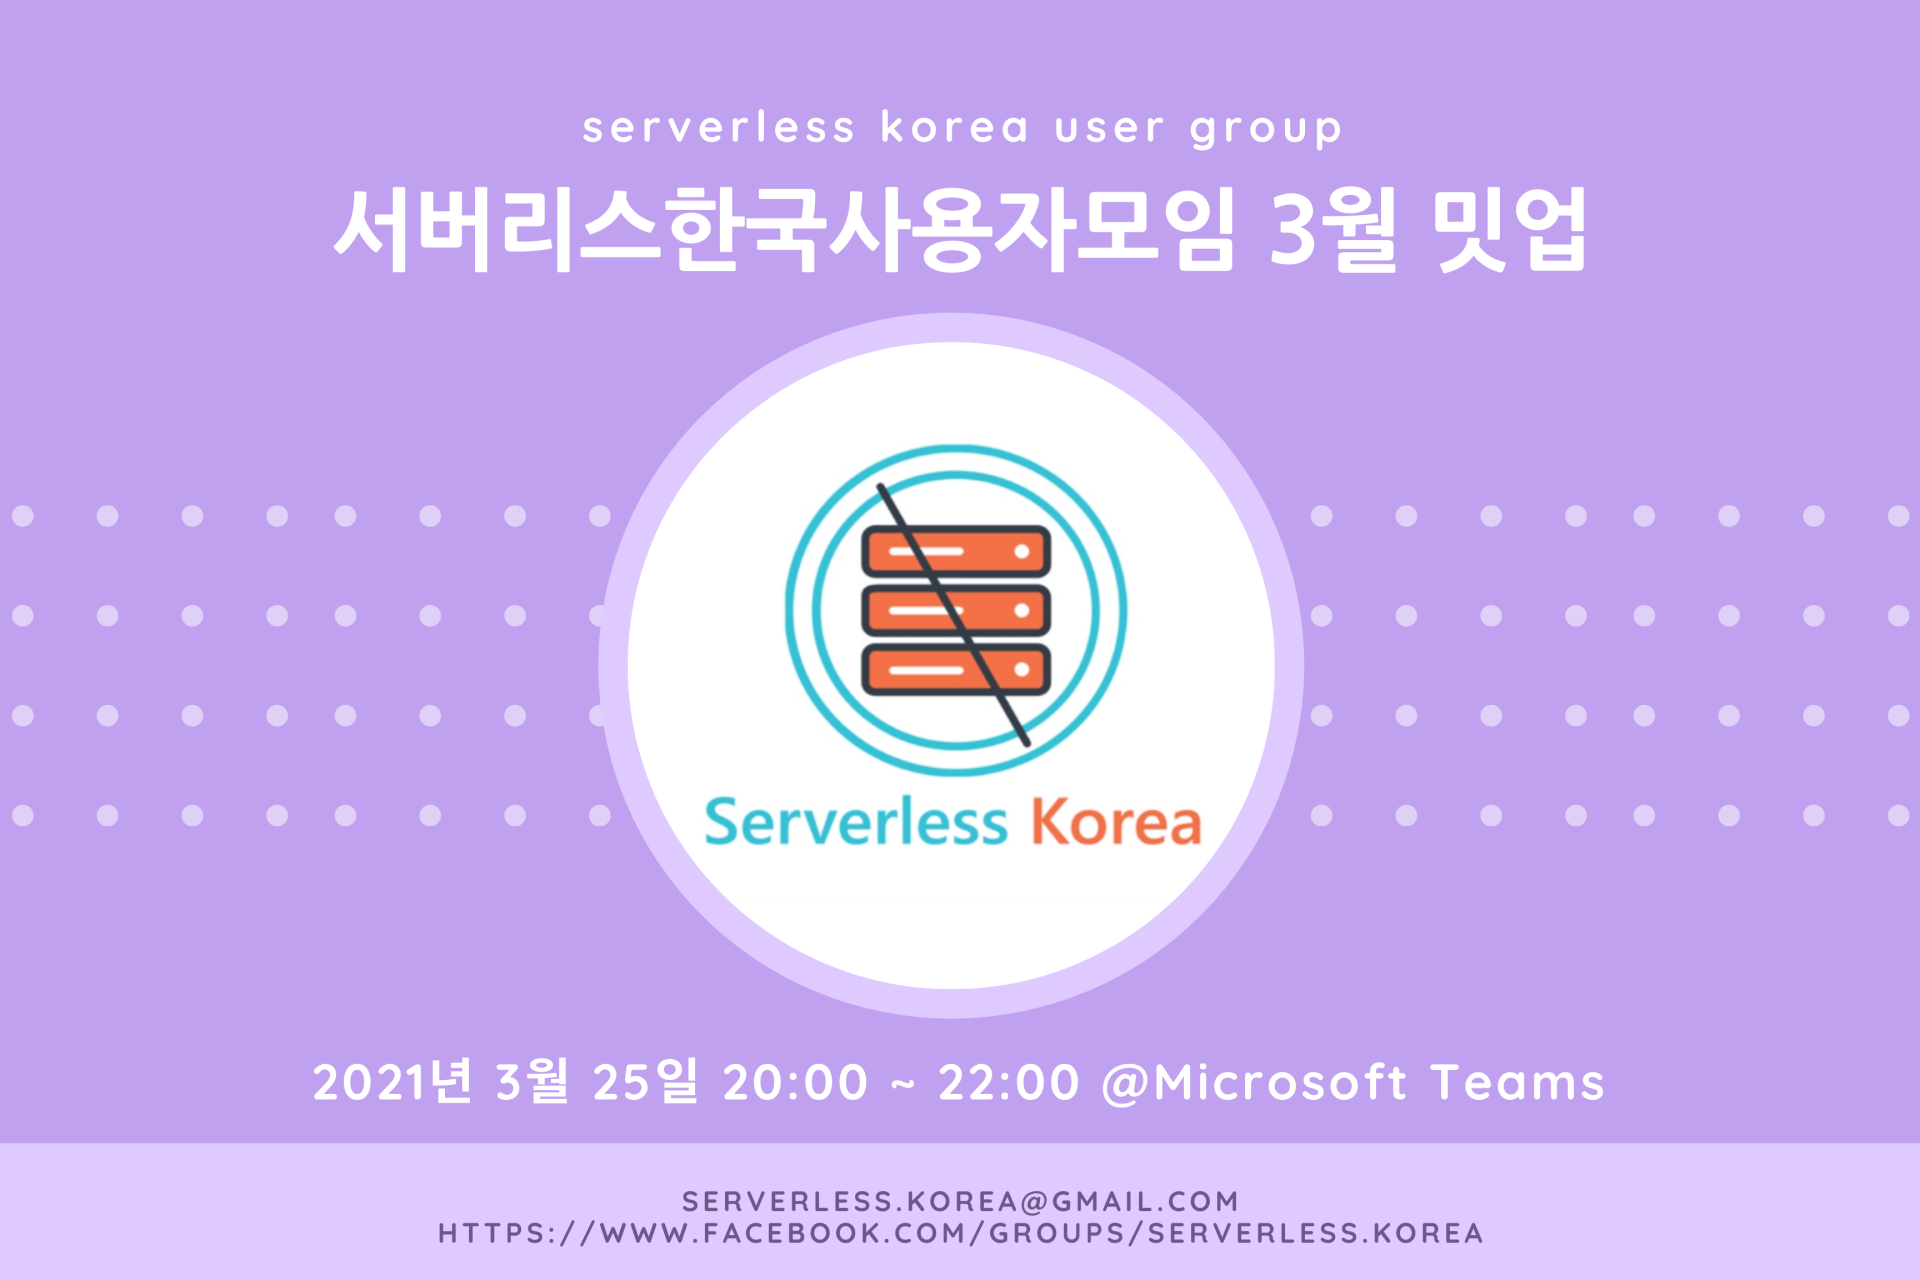 serverless korea user group
서버리스한국사용자모임 3월 밋업
Serverless Korea
2021년 3월 25일 20:00 ~ 22:00 @Microsoft Teams
SERVERLESS.KOREA@GMAIL.COM
HTTPS://WWW.FACEBOOK.COM/GROUPS/SERVERLESS.KOREA